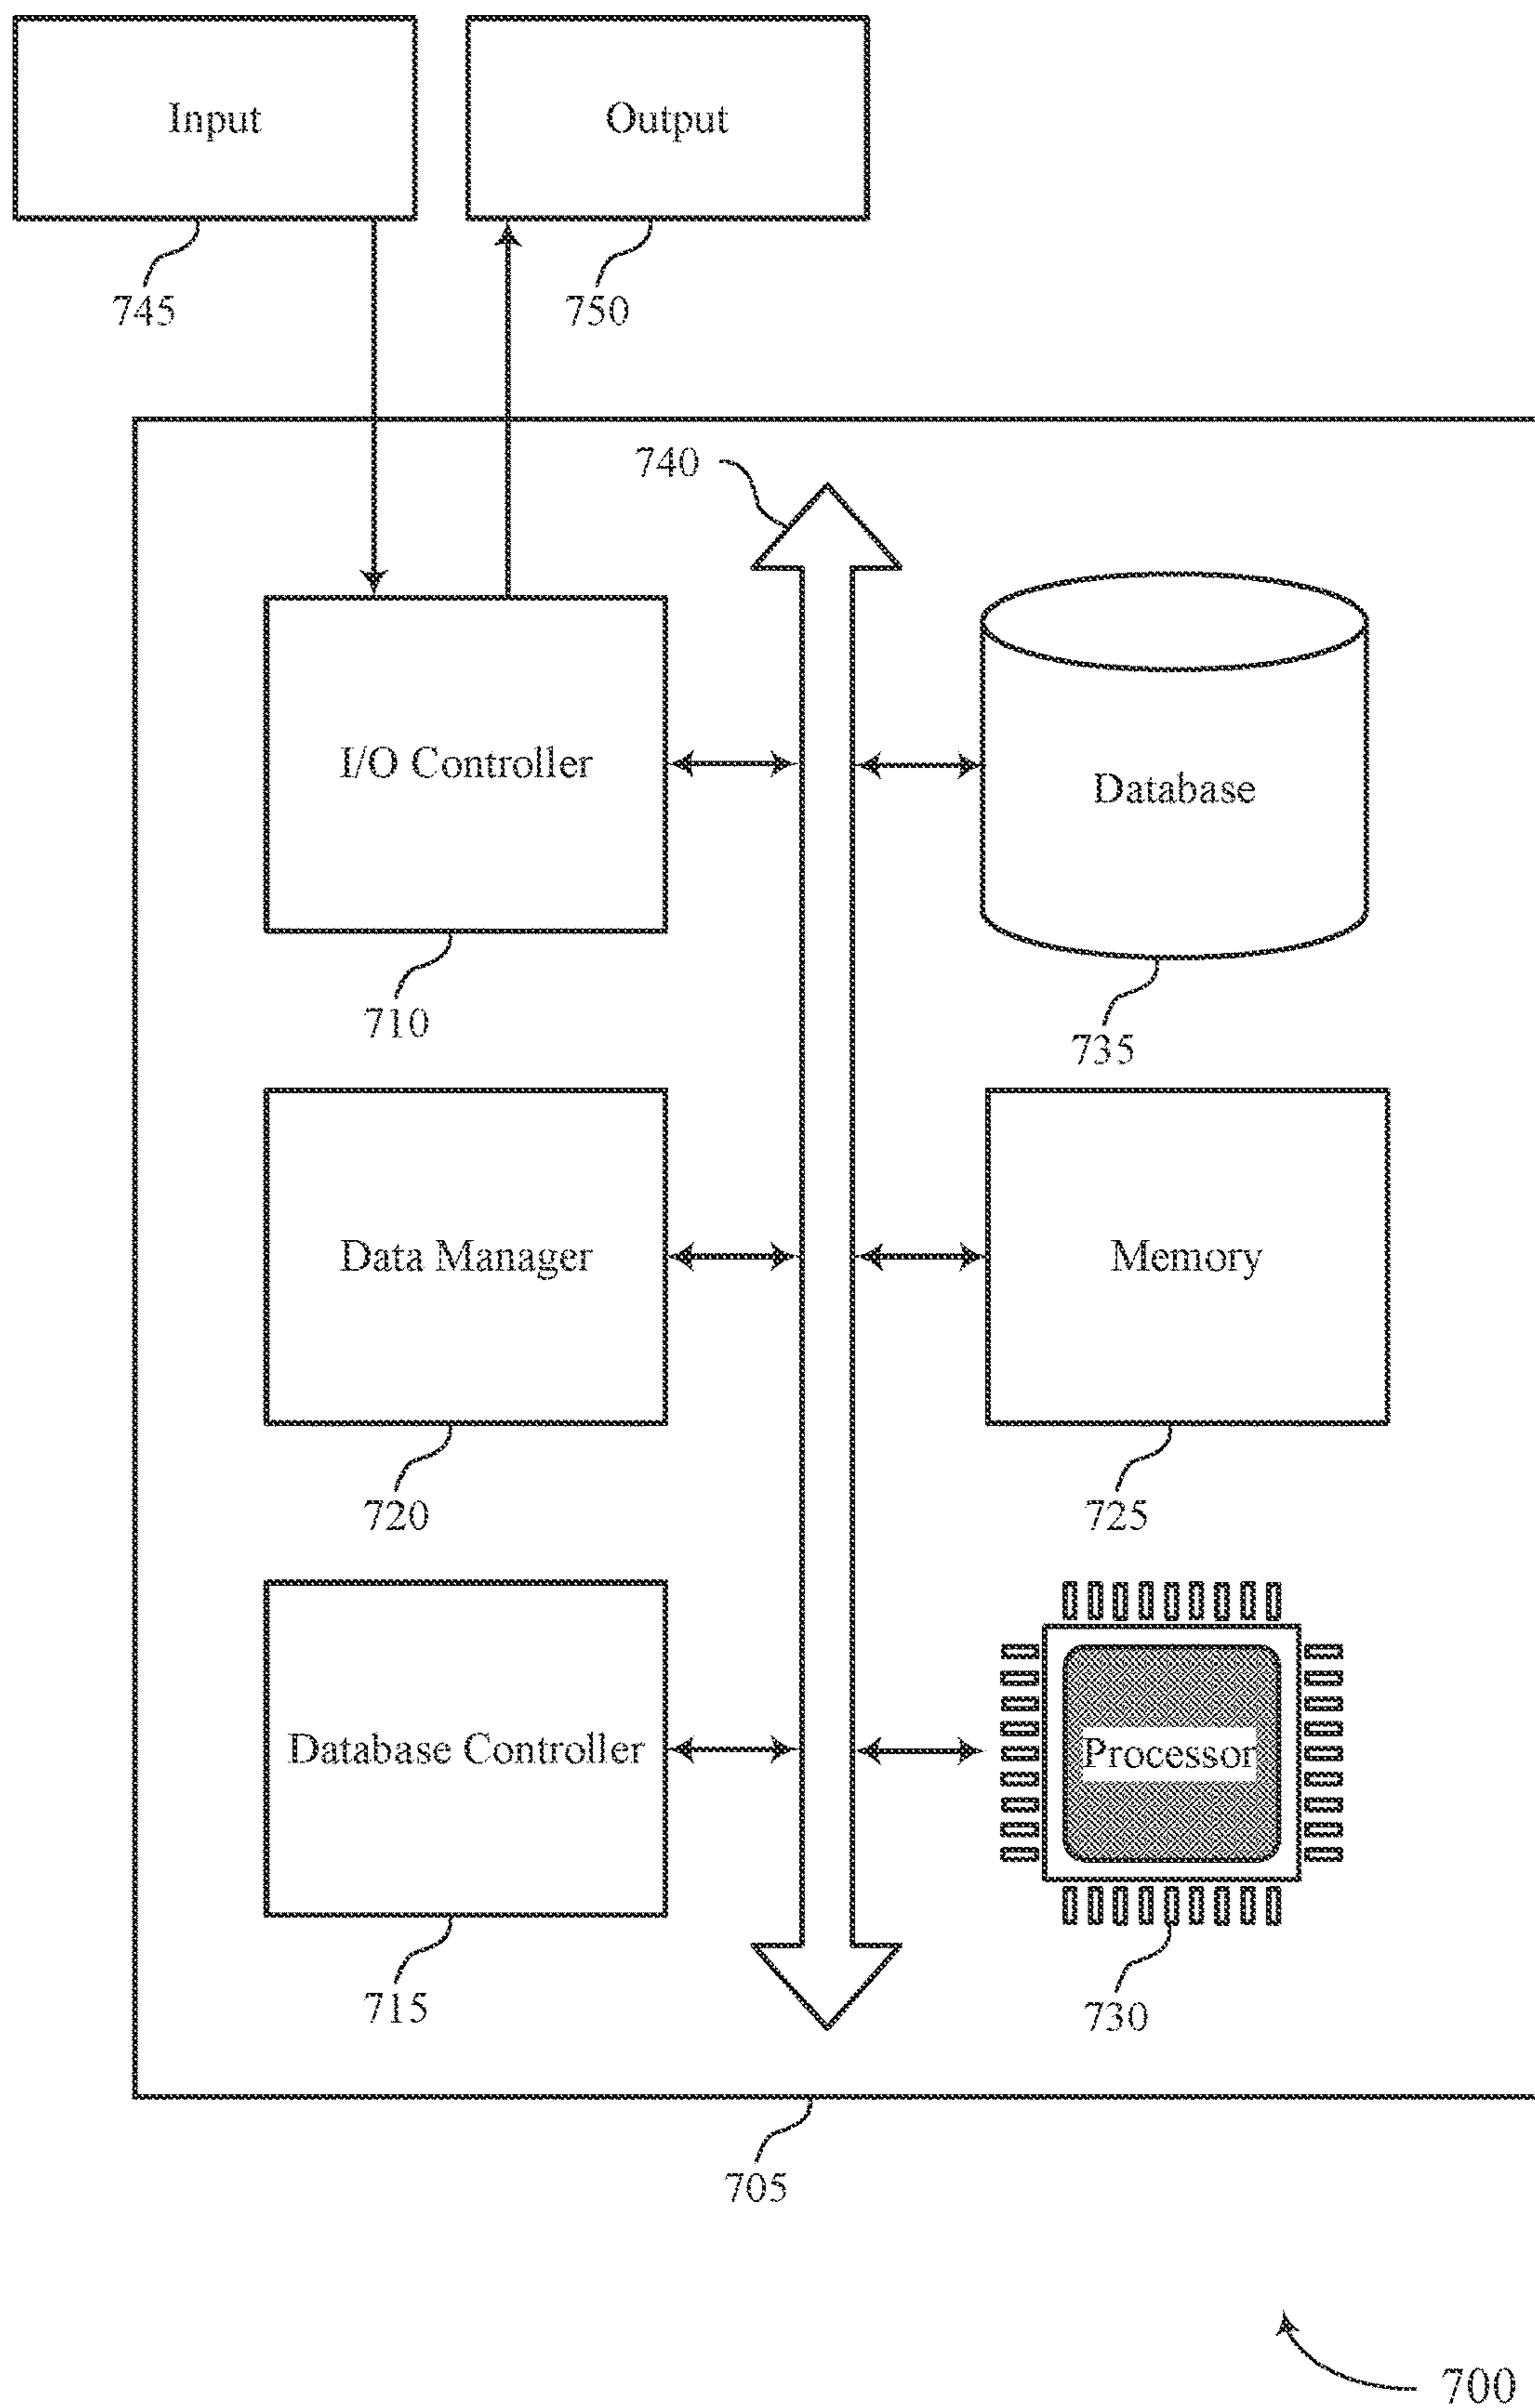 Input
Output
745
750
740
I/O Controller
Database
710
735
Data Manager
Memory
720
725
Database Controller
Processor
715
730
705
700